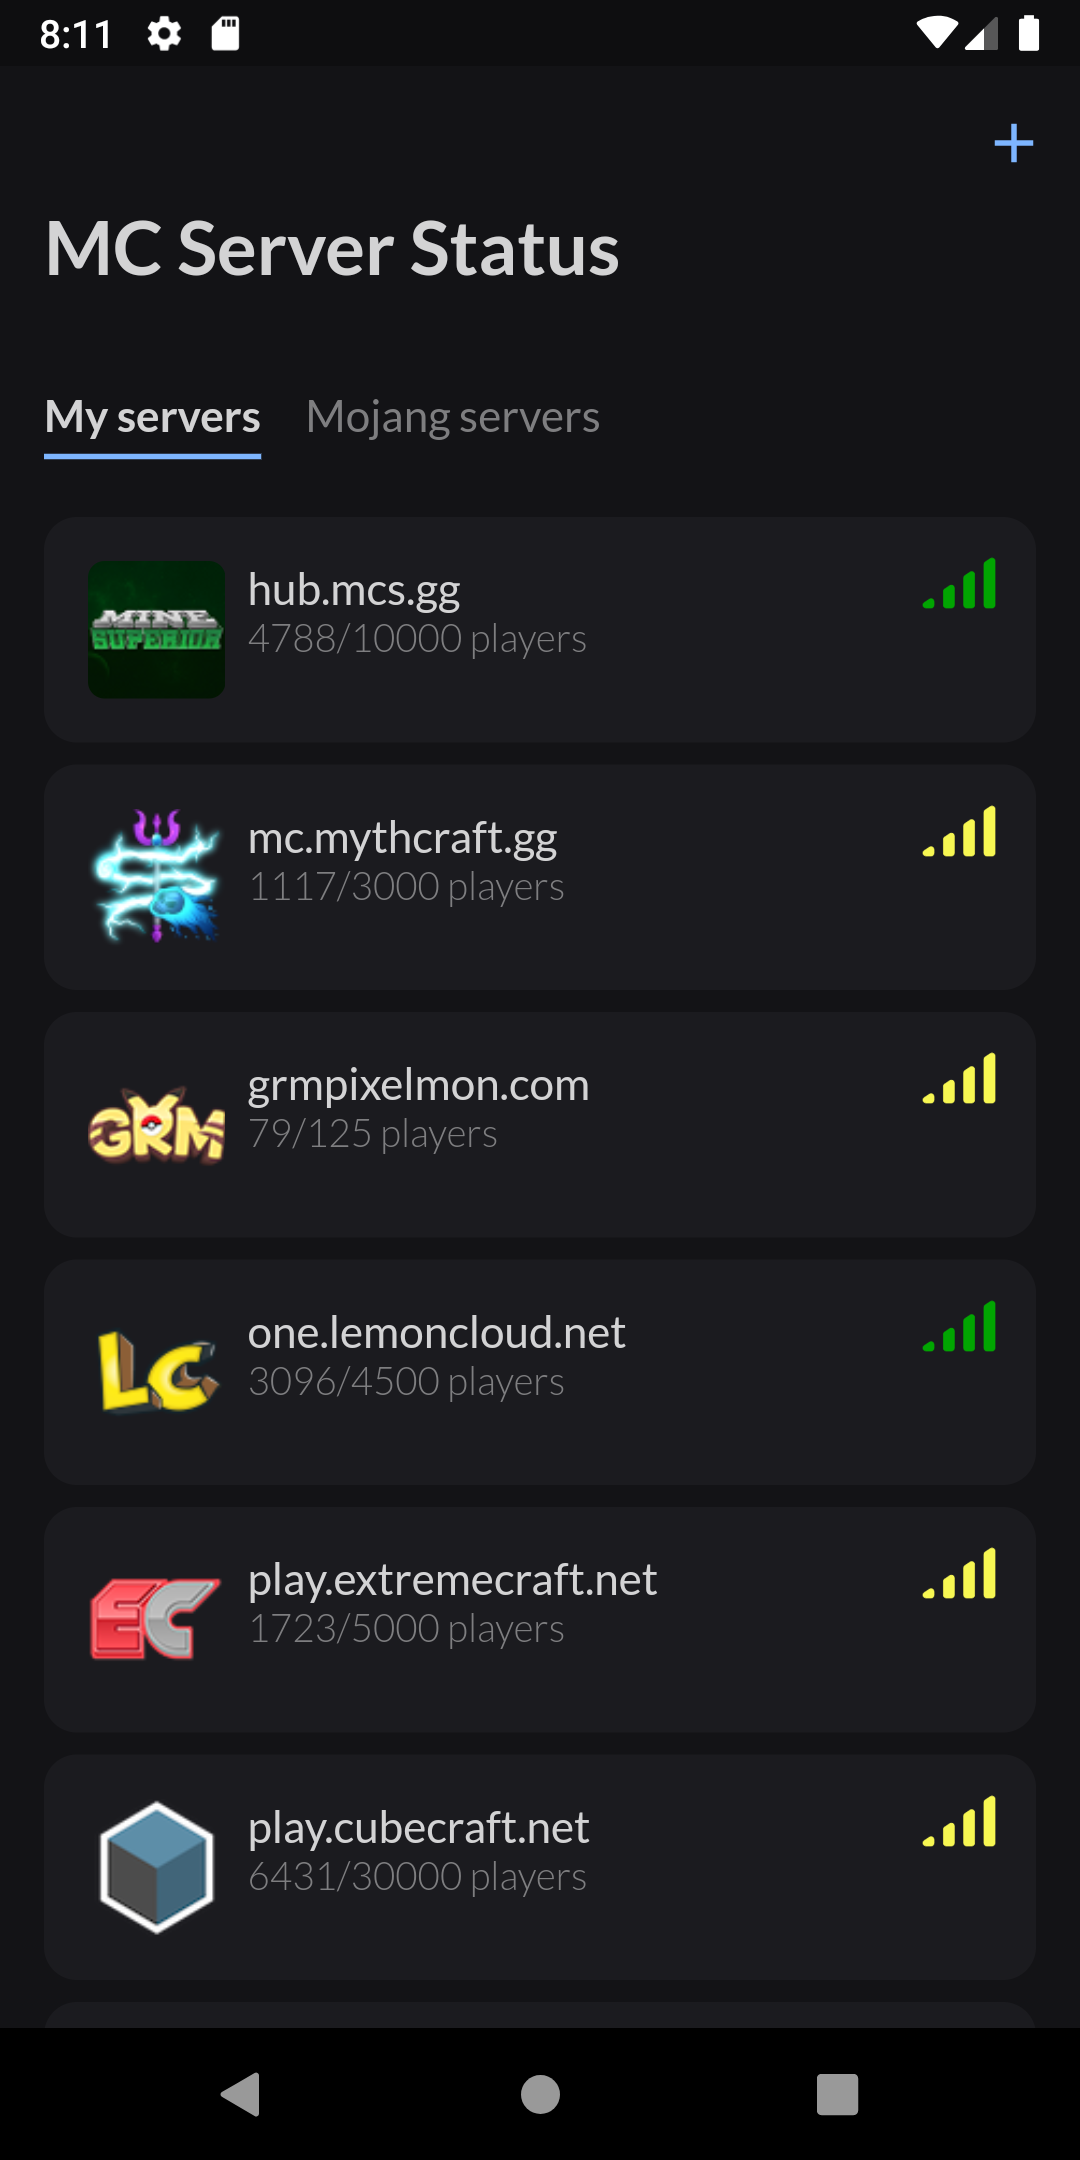 8:11
MC Server Status
My servers Mojang servers
MINE
SUPERIOR
hub.mcs.gg
4788/10000 players
mc.mythcraft.gg
1117/3000 players
GRM
grmpixelmon.com
79/125 players
LC
one.lemoncloud.net
3096/4500 players
EC
play.extremecraft.net
1723/5000 players
play.cubecraft.net
6431/30000 players